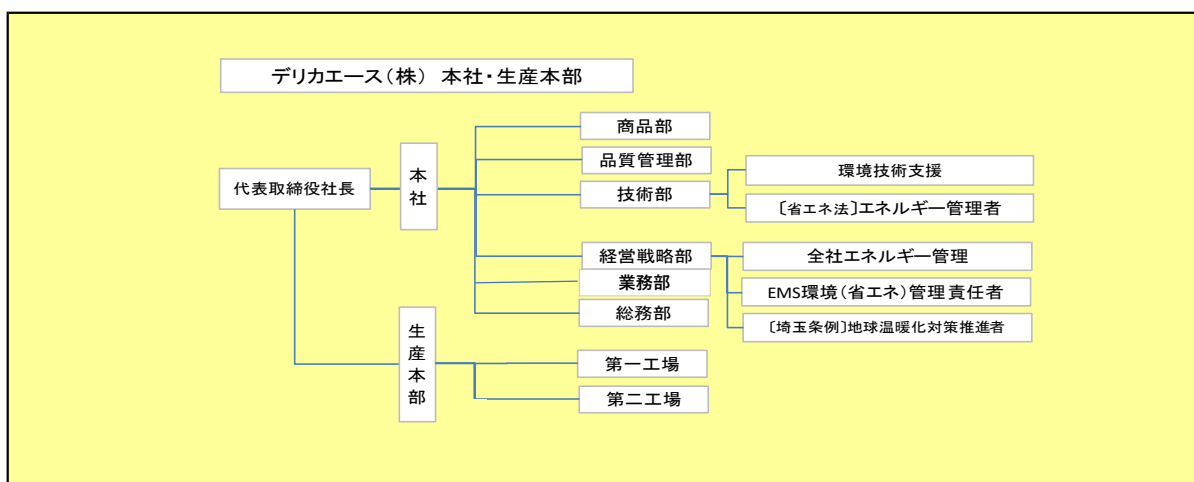 デリカエース(株) 本社・生産本部
代表取締役社長
本社
商品部
品質管理部
技術部
環境技術支援
〔省エネ法〕エネルギー管理者
経営戦略部
全社エネルギー管理
EMS環境(省エネ)管理責任者
〔埼玉条例〕地球温暖化対策推進者
業務部
総務部
生産本部
第一工場
第二工場